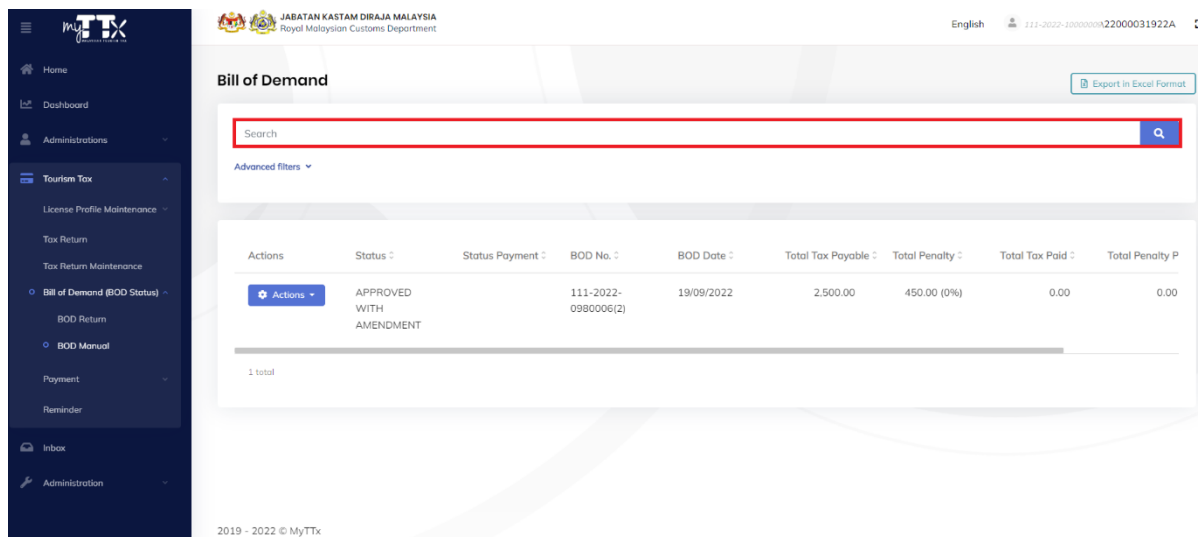 myTTx
JABATAN KASTAM DIRAJA MALAYSIA
Royal Malaysian Customs Department
English
111-2022-10000009\22000031922A
Home
Dashboard
Administrations
Tourism Tax
License Profile Maintenance
Tax Return
Tax Return Maintenance
Bill of Demand (BOD Status)
BOD Return
BOD Manual
Payment
Reminder
Inbox
Administration
Bill of Demand
Export in Excel Format
Search
Advanced filters
Actions Status Status Payment BOD No. BOD Date Total Tax Payable Total Penalty Total Tax Paid Total Penalty P
Actions APPROVED 111-2022- 19/09/2022 2,500.00 450.00 (0%) 0.00 0.00
WITH 0980006(2)
AMENDMENT
1 total
2019 - 2022 © MyTTx